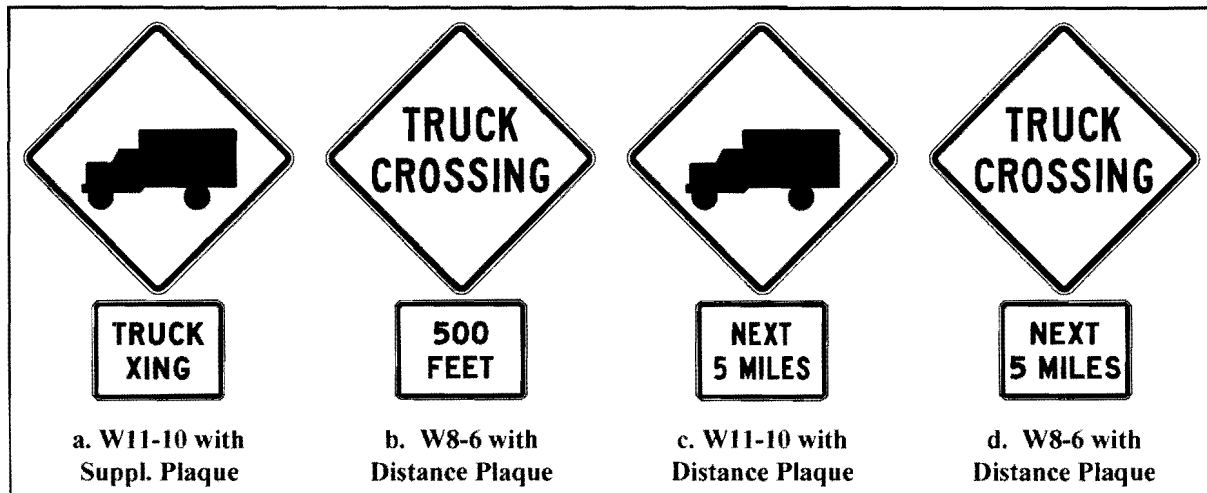 TRUCK
CROSSING
TRUCK
CROSSING
TRUCK
XING
500
FEET
NEXT
5 MILES
NEXT
5 MILES
a. W11-10 with
Suppl. Plaque
b. W8-6 with
Distance Plaque
c. W11-10 with
Distance Plaque
d. W8-6 with
Distance Plaque